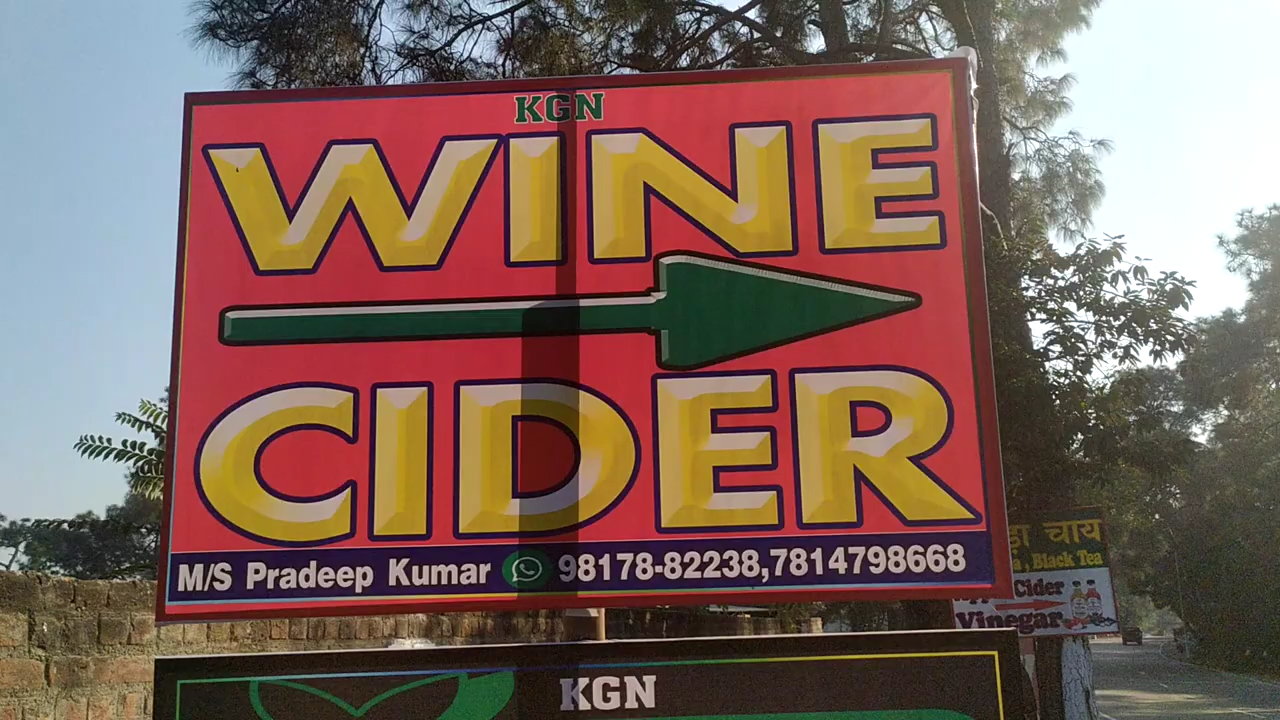 KGN
WINE
CIDER
M/S Pradeep Kumar 98178-82238,7814798668
चाय
Black Tea
Cider
Vinegar
KGN